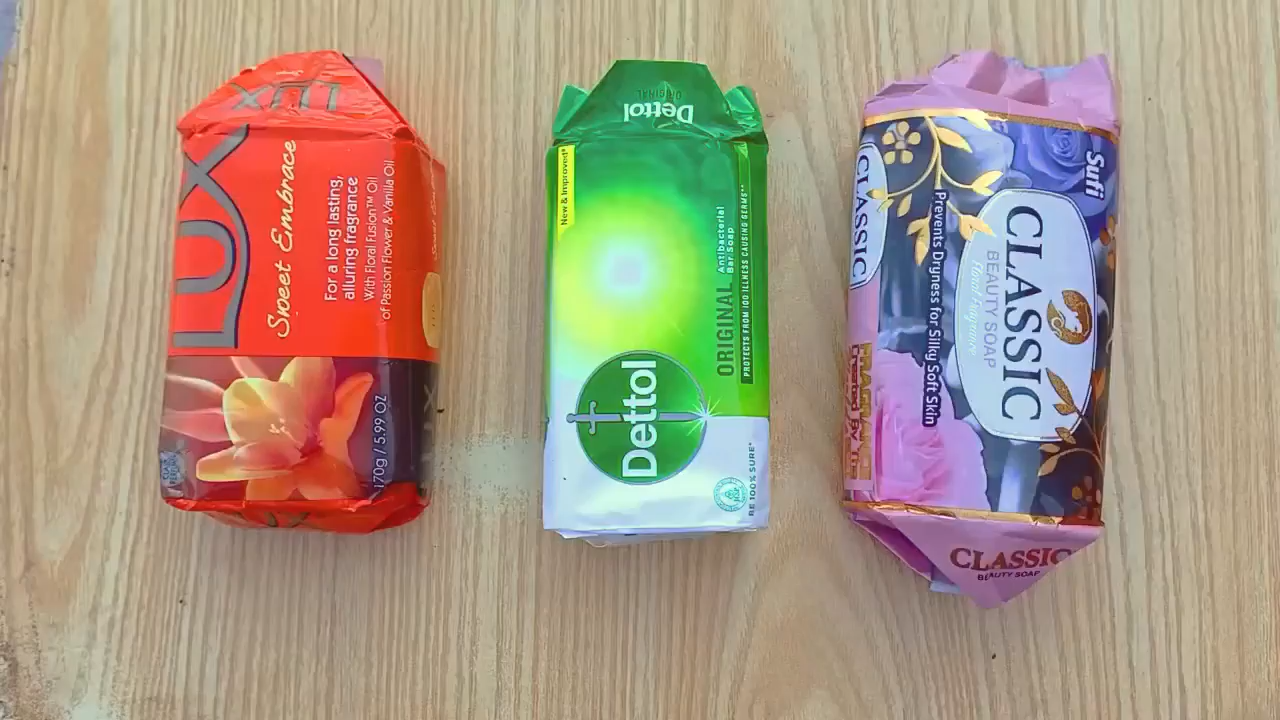 LUX
LUX
Sweet Embrace
For a long lasting,
alluring fragrance
With Floral Fusion™ Oil
of Passion Flower & Vanilla Oil
170g / 5.99 OZ
Dettol
ORIGINAL
New & Improved*
Dettol
ORIGINAL
Antibacterial
Bar Soap
PROTECTS FROM 100 ILLNESS CAUSING GERMS**
BE 100% SURE*
Sufi
CLASSIC
BEAUTY SOAP
Floral Fragrance
Prevents Dryness for Silky Soft Skin
CLASSIC
CLASSIC
BEAUTY SOAP